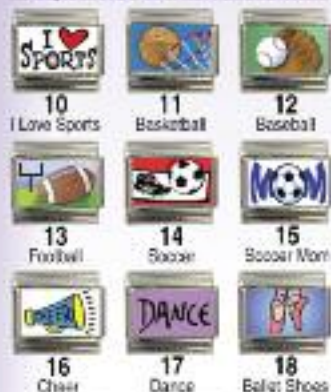 I ❤ SPORTS
10 11 12
I Love Sports Basketball Baseball
MOM
13 14 15
Football Soccer Soccer Mom
CHEER DANCE
16 17 18
Cheer Dance Ballet Shoes